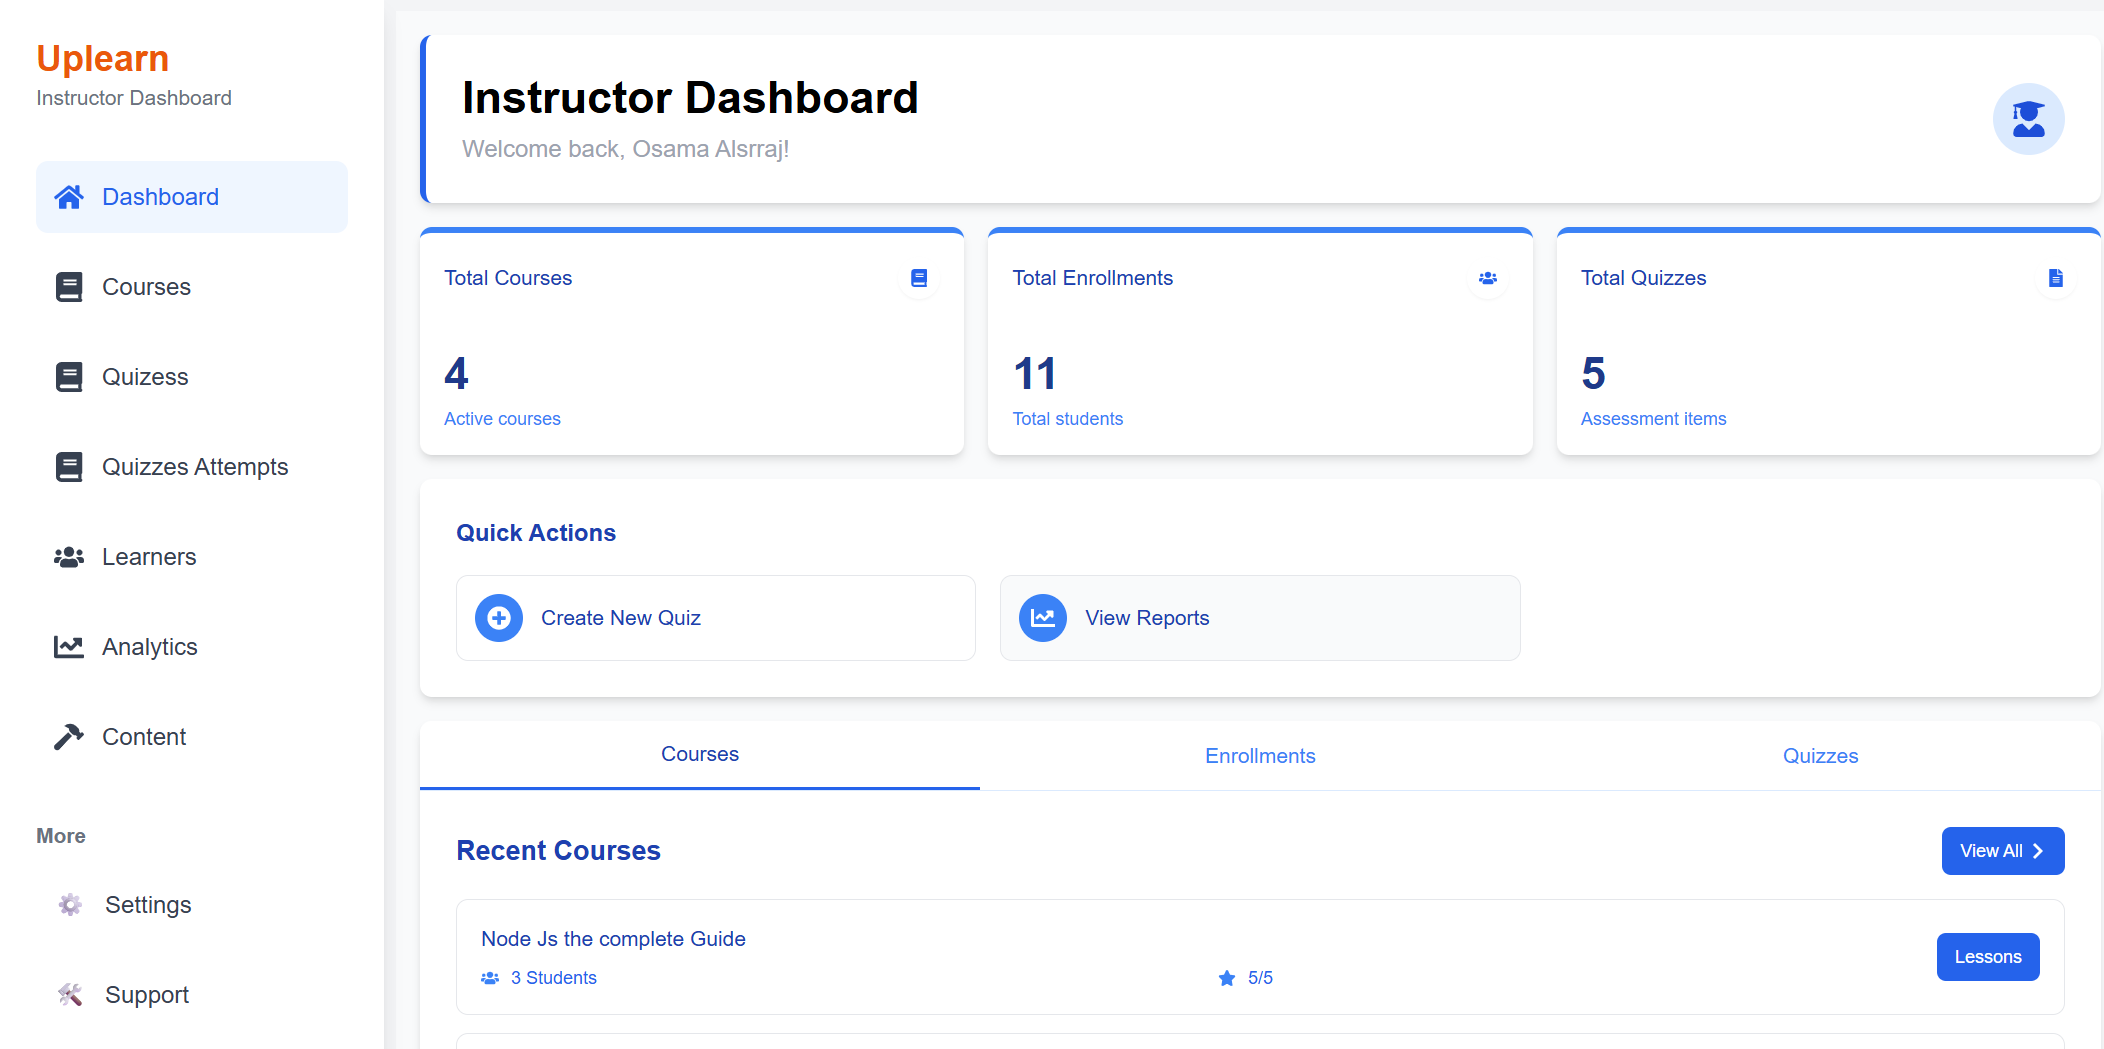 Uplearn
Instructor Dashboard
Dashboard
Courses
Quizess
Quizzes Attempts
Learners
Analytics
Content
More
Settings
Support
Instructor Dashboard
Welcome back, Osama Alsrraj!
Total Courses
4
Active courses
Total Enrollments
11
Total students
Total Quizzes
5
Assessment items
Quick Actions
Create New Quiz
View Reports
Courses
Enrollments
Quizzes
Recent Courses
View All
Node Js the complete Guide
3 Students
5/5
Lessons